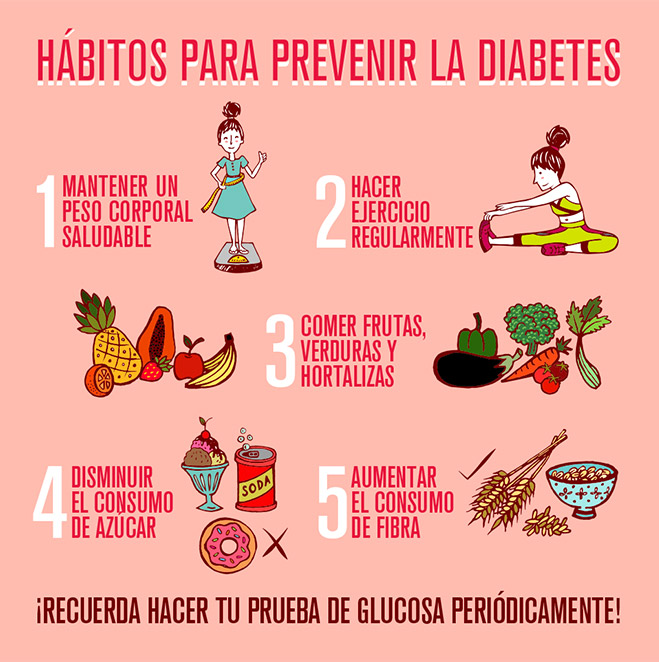 HÁBITOS PARA PREVENIR LA DIABETES
1 MANTENER UN
PESO CORPORAL
SALUDABLE
2 HACER
EJERCICIO
REGULARMENTE
3 COMER FRUTAS,
VERDURAS Y
HORTALIZAS
4 DISMINUIR
EL CONSUMO
DE AZÚCAR
SODA
5 AUMENTAR
EL CONSUMO
DE FIBRA
¡RECUERDA HACER TU PRUEBA DE GLUCOSA PERIÓDICAMENTE!